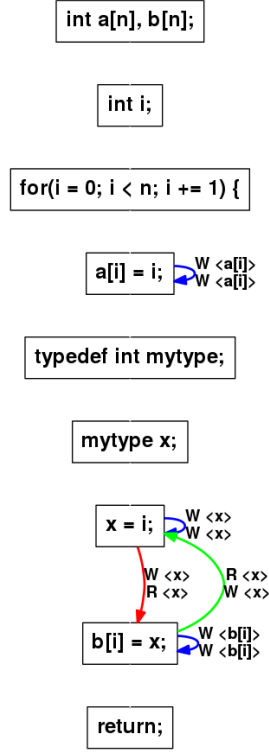 int a[n], b[n];
int i;
for(i = 0; i < n; i += 1) {
a[i] = i;
W <a[i]>
W <a[i]>
typedef int mytype;
mytype x;
x = i;
W <x>
W <x>
W <x>
R <x>
R <x>
W <x>
b[i] = x;
W <b[i]>
W <b[i]>
return;